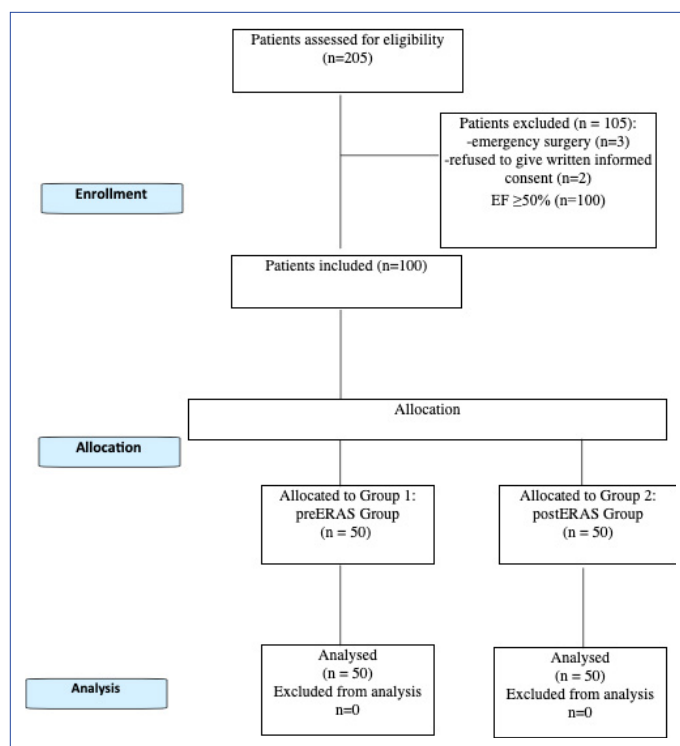 Patients assessed for eligibility
(n=205)
Patients excluded (n = 105):
-emergency surgery (n=3)
-refused to give written informed
consent (n=2)
EF ≥50% (n=100)
Enrollment
Patients included (n=100)
Allocation
Allocation
Allocated to Group 1:
preERAS Group
(n = 50)
Allocated to Group 2:
postERAS Group
(n = 50)
Analysis
Analysed
(n = 50)
Excluded from analysis
n=0
Analysed
(n = 50)
Excluded from analysis
n=0